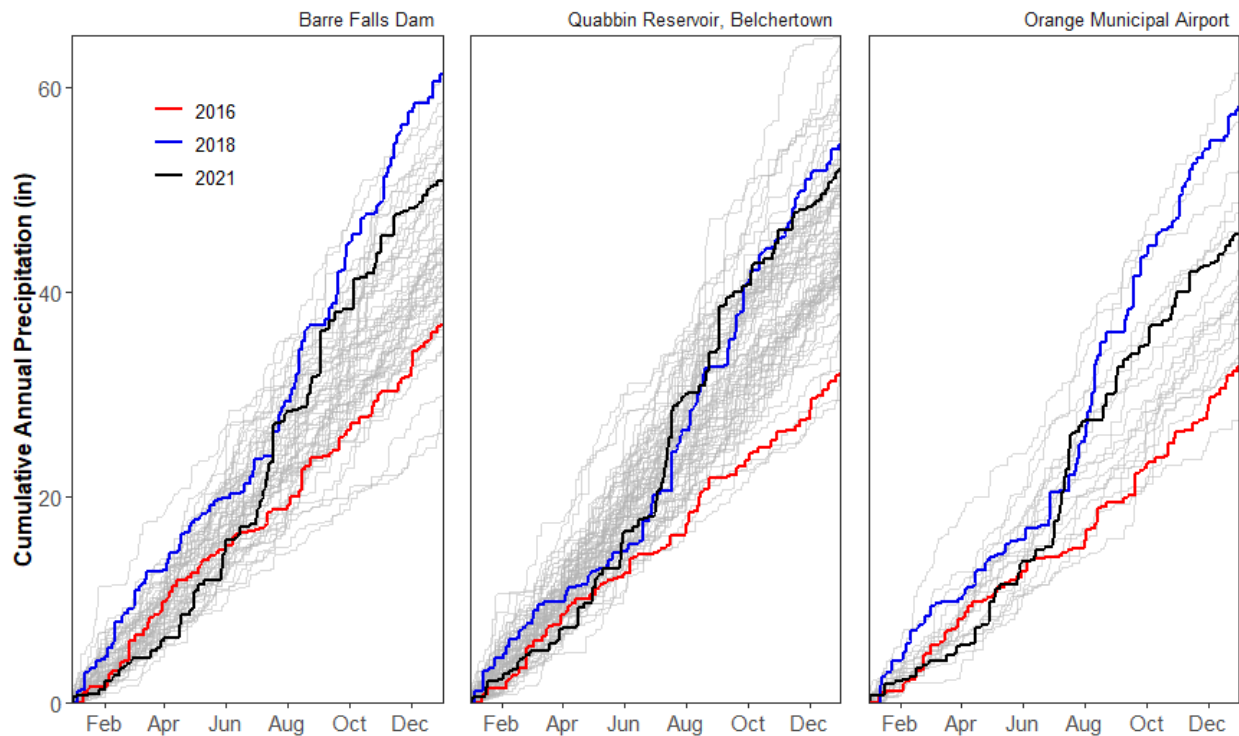 Barre Falls Dam
Quabbin Reservoir, Belchertown
Orange Municipal Airport
Cumulative Annual Precipitation (in)
60
40
20
0
2016
2018
2021
Feb Apr Jun Aug Oct Dec
Feb Apr Jun Aug Oct Dec
Feb Apr Jun Aug Oct Dec